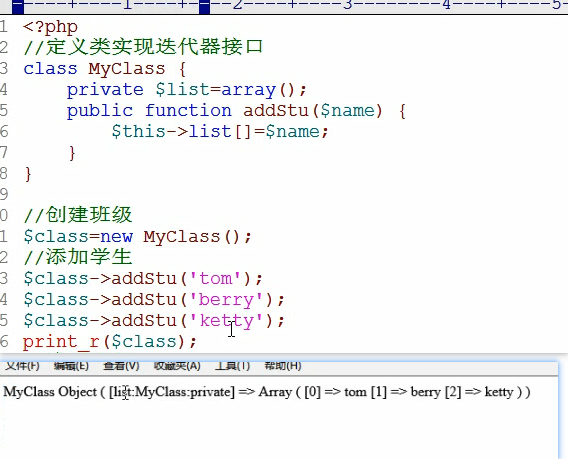 ----+----1----+----2----+----3----+----4----+----5-
1 <?php
2 //定义类实现迭代器接口
3 class MyClass {
4     private $list=array();
5     public function addStu($name) {
6         $this->list[]=$name;
7     }
8 }
9
0 //创建班级
1 $class=new MyClass();
2 //添加学生
3 $class->addStu('tom');
4 $class->addStu('berry');
5 $class->addStu('ketty');
6 print_r($class);
文件(F) 编辑(E) 查看(V) 收藏夹(A) 工具(T) 帮助(H)
MyClass Object ( [list:MyClass:private] => Array ( [0] => tom [1] => berry [2] => ketty ) )